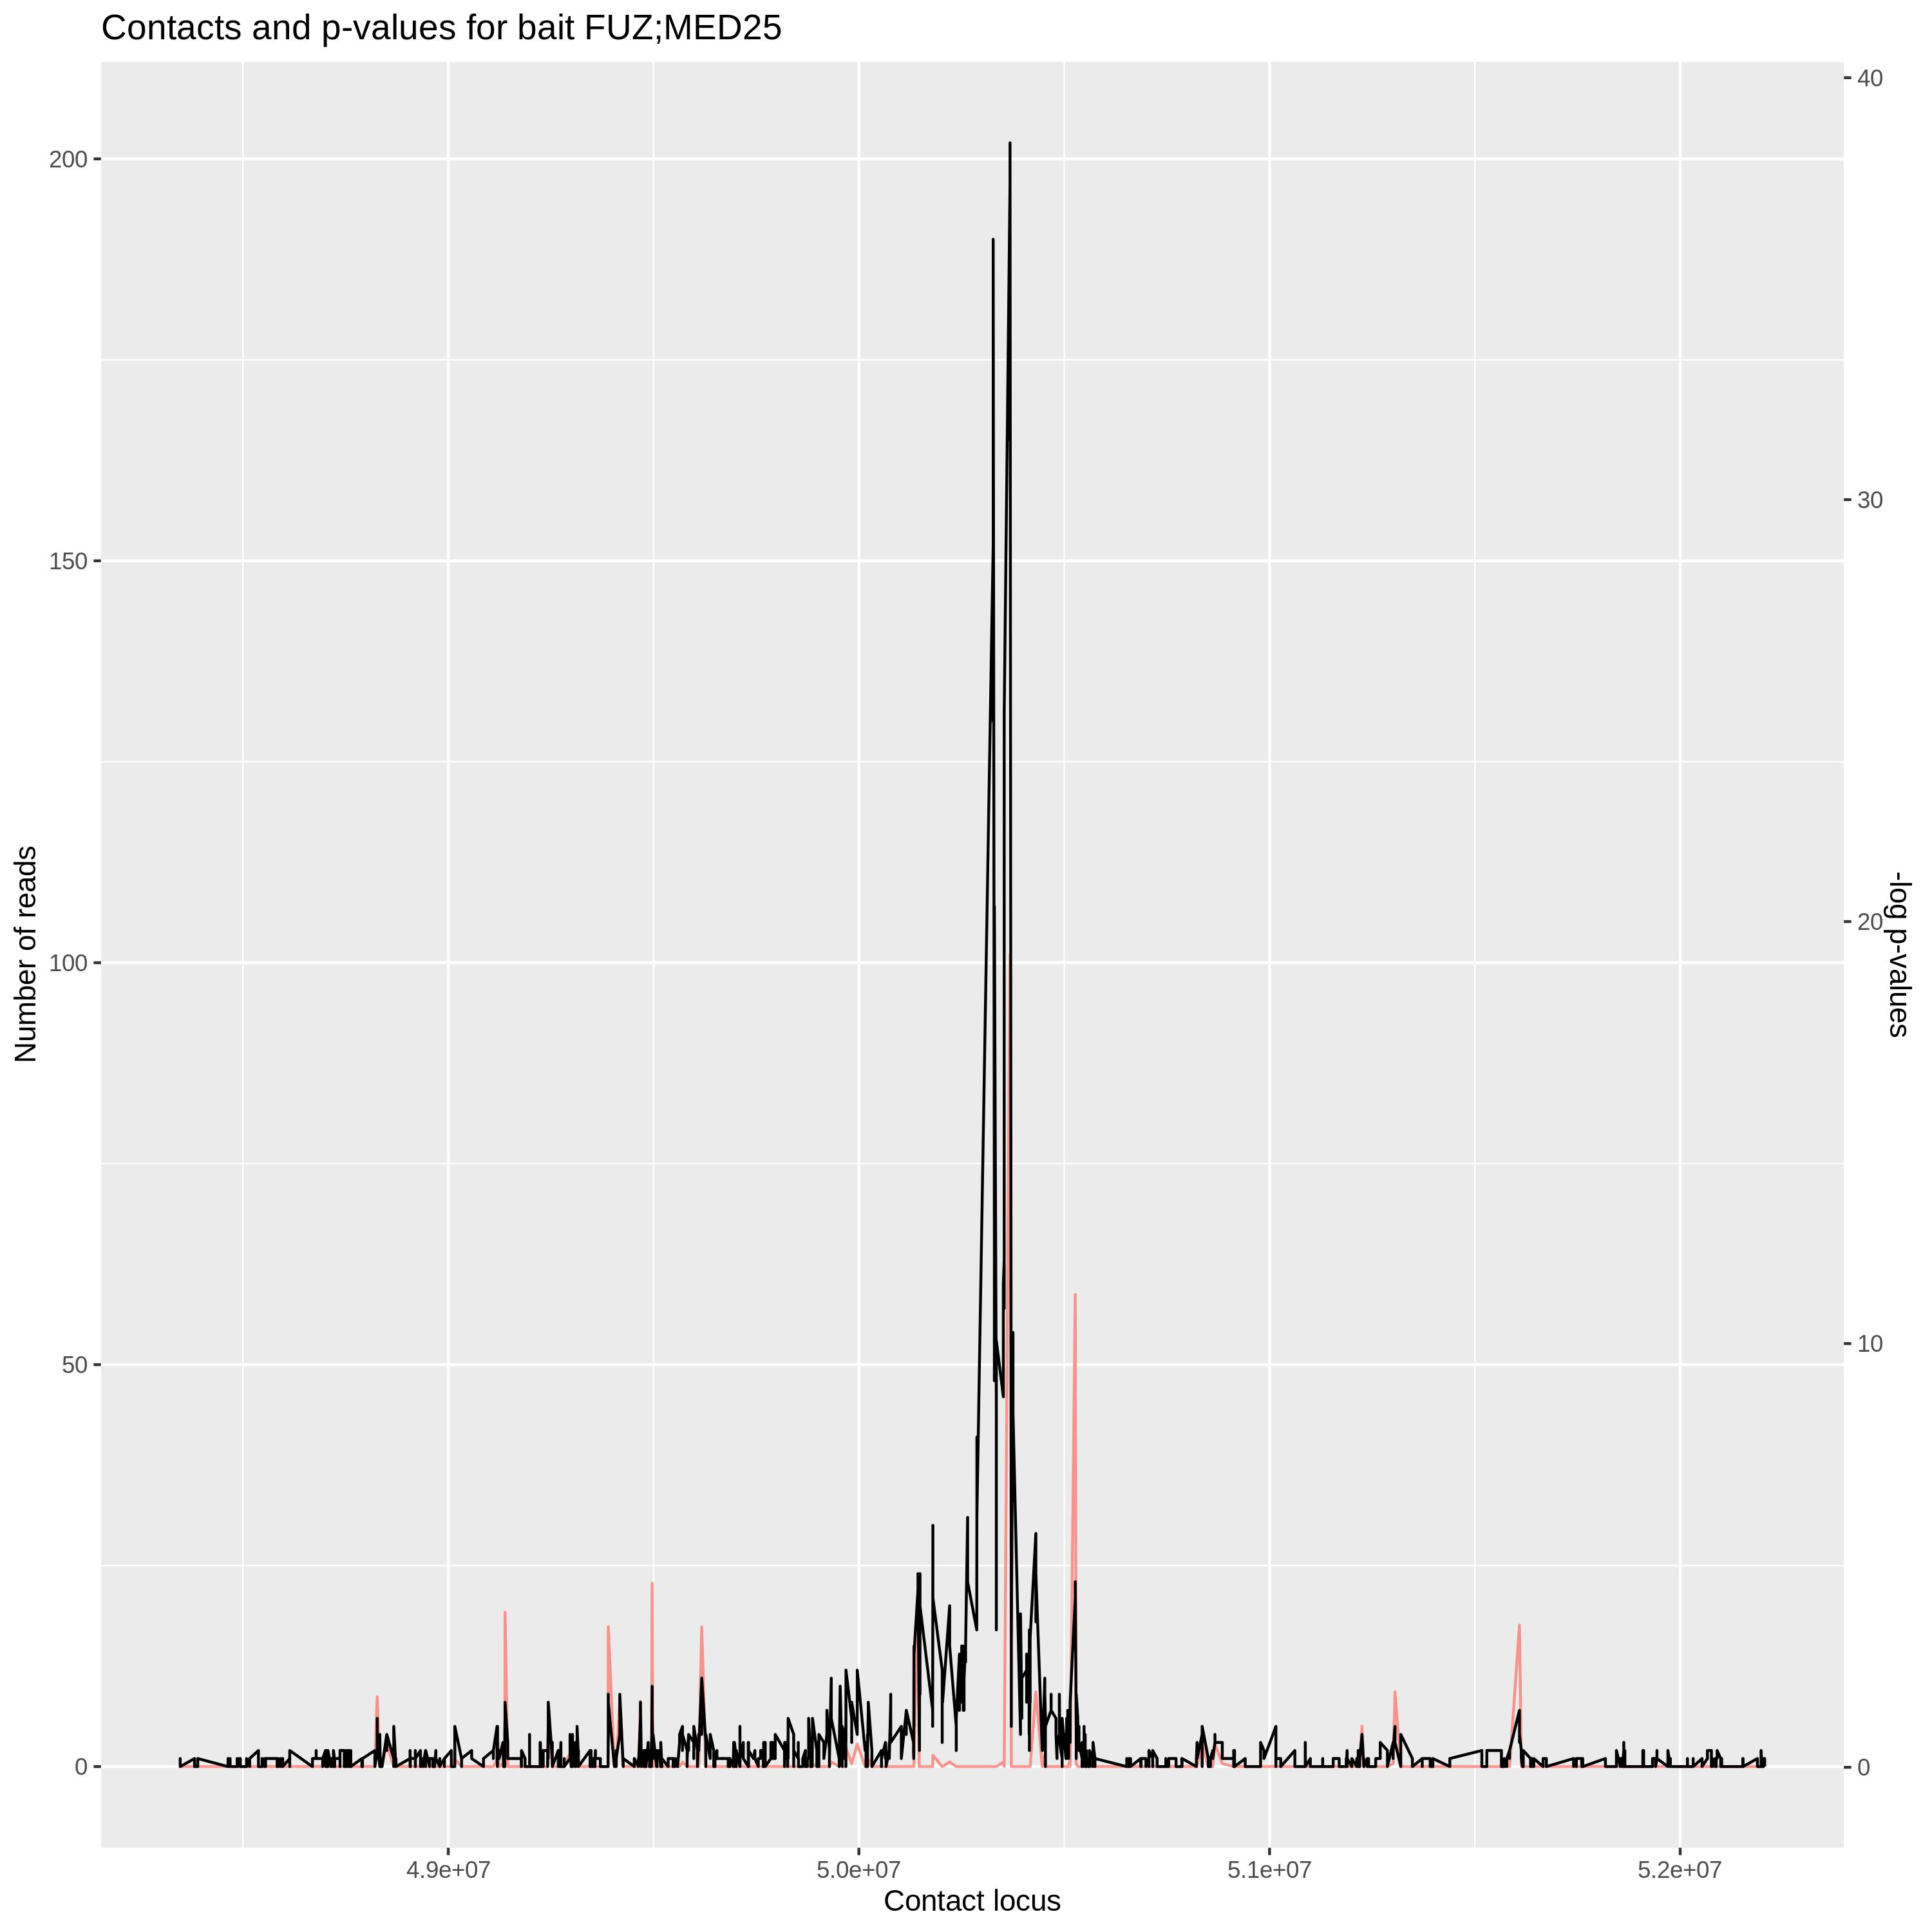 Contacts and p-values for bait FUZ;MED25
Number of reads
200
150
100
50
0
40
30
20
10
0
-log p-values
4.9e+07
5.0e+07
5.1e+07
5.2e+07
Contact locus